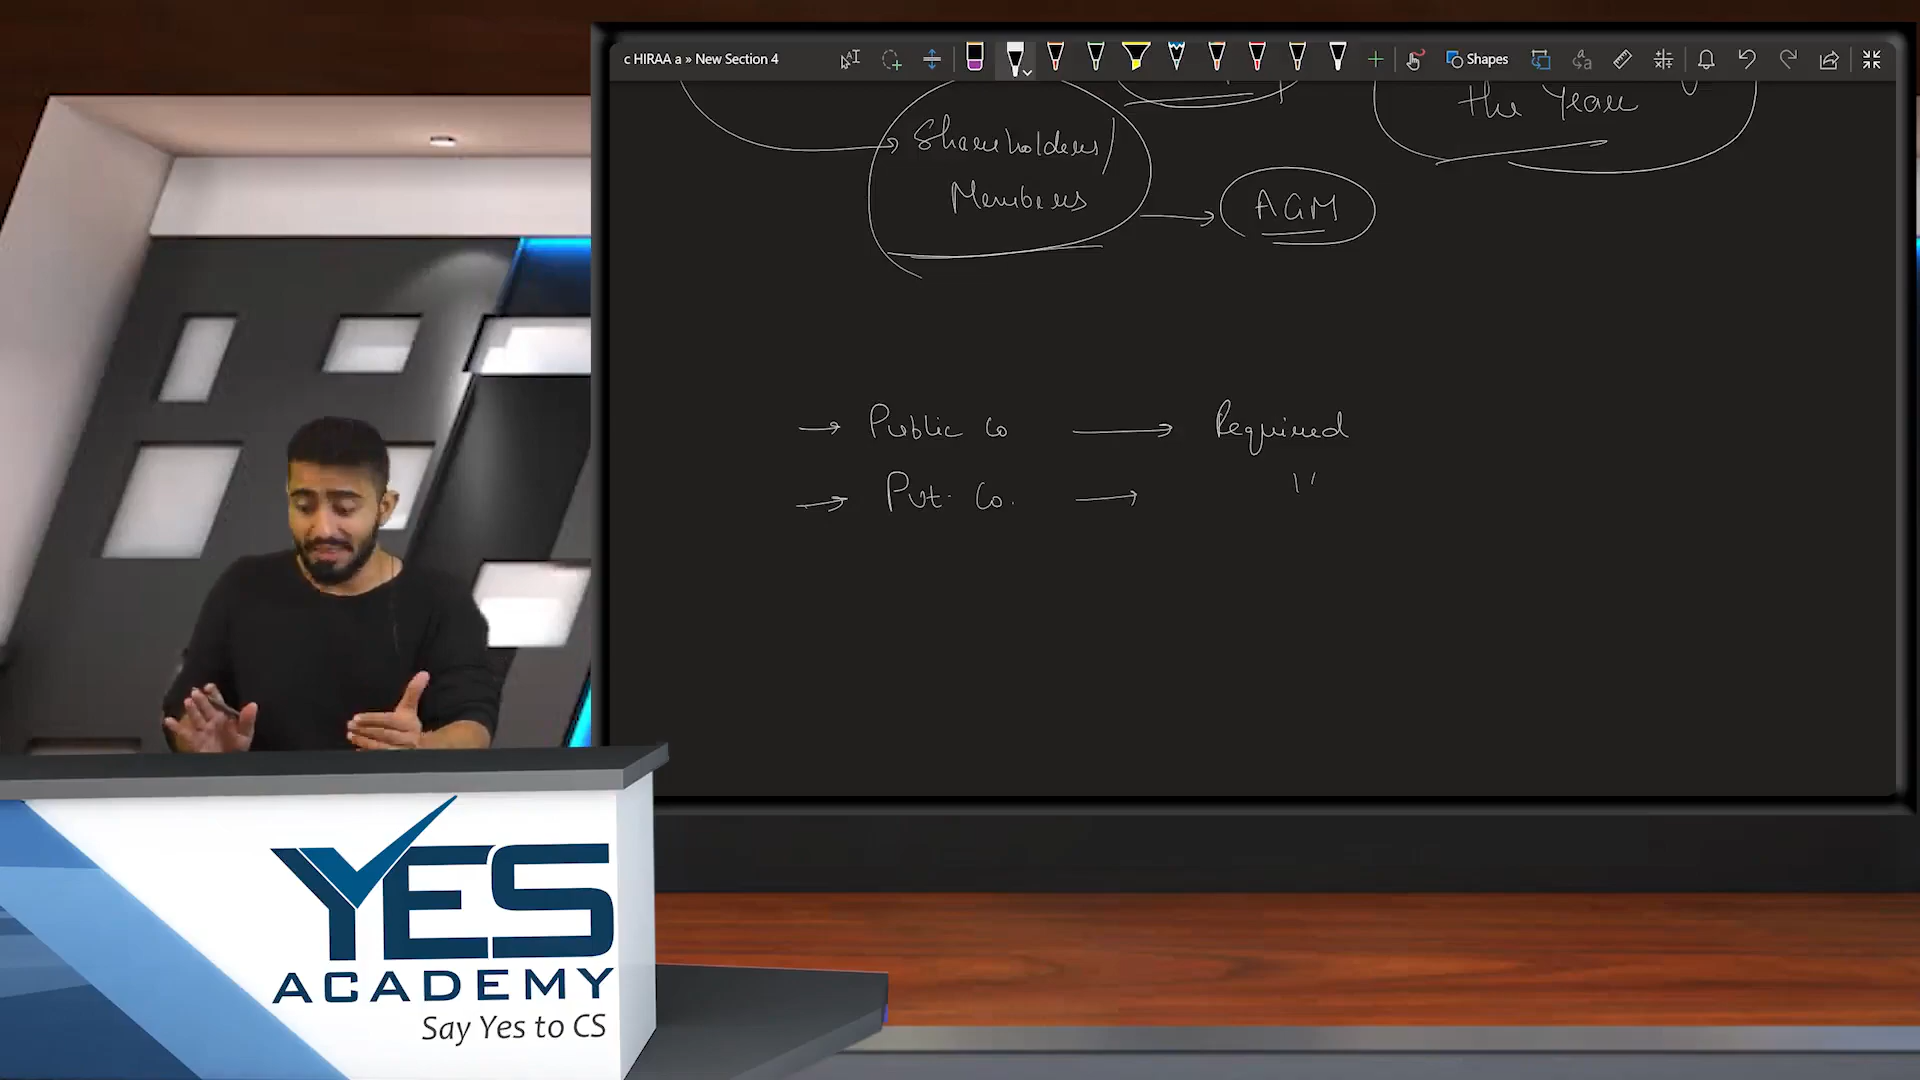 c HIRAA a » New Section 4
Shapes
the Year
Shareholders/
Members
AGM
Public Co
Required
Pvt. Co.
"
YES
ACADEMY
Say Yes to CS